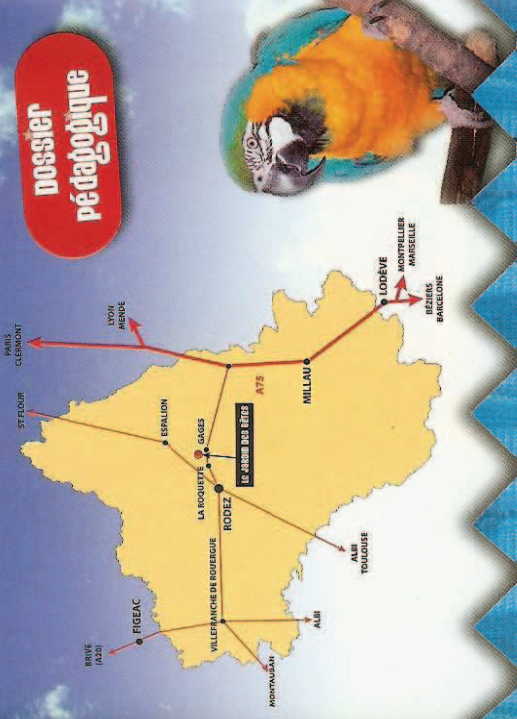 Dossier
pédagogique
PARIS
CLERMONT
LYON
MENDE
ST FLOUR
ESPALION
LA ROQUETTE
GAGES
LE JARDIN DES BÊTES
RODEZ
A75
MILLAU
LODÈVE
MONTPELLIER
MARSEILLE
BÉZIERS
BARCELONE
VILLEFRANCHE DE ROUERGUE
FIGEAC
BRIVE
(A20)
MONTAUBAN
ALBI
ALBI
TOULOUSE